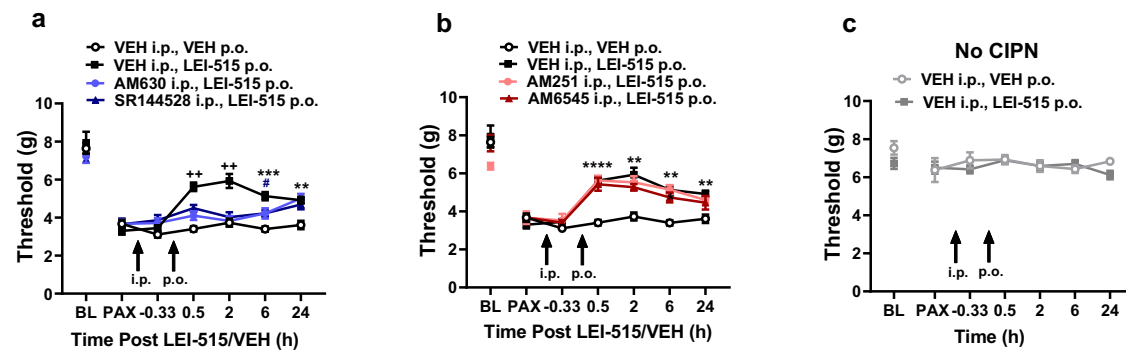 a
VEH i.p., VEH p.o.
VEH i.p., LEI-515 p.o.
AM630 i.p., LEI-515 p.o.
SR144528 i.p., LEI-515 p.o.
Threshold (g)
10
8
6
4
2
0
++
++
***
#
**
i.p.
p.o.
BL PAX -0.33 0.5 2 6 24
Time Post LEI-515/VEH (h)
b
VEH i.p., VEH p.o.
VEH i.p., LEI-515 p.o.
AM251 i.p., LEI-515 p.o.
AM6545 i.p., LEI-515 p.o.
Threshold (g)
10
8
6
4
2
0
****
**
**
**
i.p.
p.o.
BL PAX -0.33 0.5 2 6 24
Time Post LEI-515/VEH (h)
c
No CIPN
VEH i.p., VEH p.o.
VEH i.p., LEI-515 p.o.
Threshold (g)
10
8
6
4
2
0
i.p.
p.o.
BL PAX -0.33 0.5 2 6 24
Time (h)